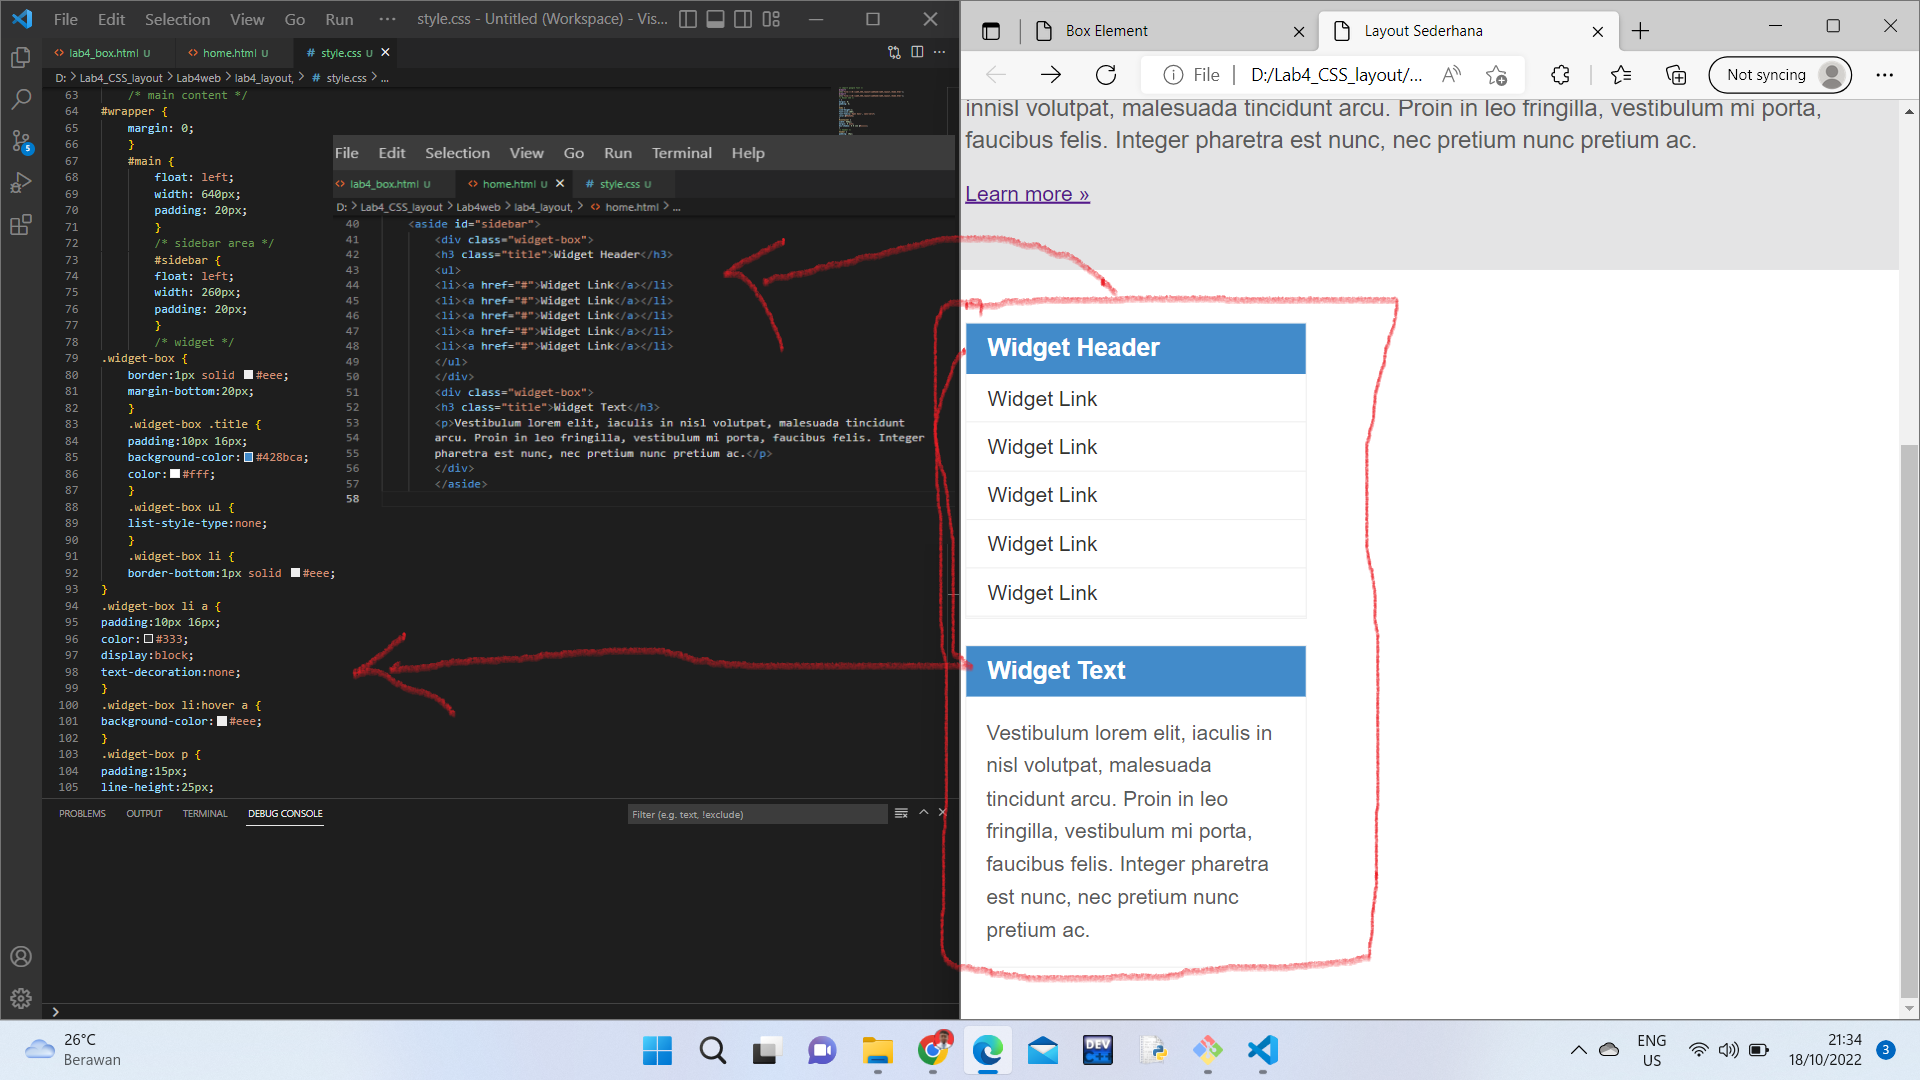 File Edit Selection View Go Run ··· style.css - Untitled (Workspace) - Vis...
lab4_box.html U home.html U # style.css U
D: > Lab4_CSS_layout > Lab4web > lab4_layout, > # style.css > ...
63 /* main content */
64 #wrapper {
65 margin: 0;
66 }
67 #main {
68 float: left;
69 width: 640px;
70 padding: 20px;
71 }
72 /* sidebar area */
73 #sidebar {
74 float: left;
75 width: 260px;
76 padding: 20px;
77 }
78 /* widget */
79 .widget-box {
80 border:1px solid #eee;
81 margin-bottom:20px;
82 }
83 .widget-box .title {
84 padding:10px 16px;
85 background-color:#428bca;
86 color:#fff;
87 }
88 .widget-box ul {
89 list-style-type:none;
90 }
91 .widget-box li {
92 border-bottom:1px solid #eee;
93 }
94 .widget-box li a {
95 padding:10px 16px;
96 color:#333;
97 display:block;
98 text-decoration:none;
99 }
100 .widget-box li:hover a {
101 background-color:#eee;
102 }
103 .widget-box p {
104 padding:15px;
105 line-height:25px;
File Edit Selection View Go Run Terminal Help
lab4_box.html U home.html U # style.css U
D: > Lab4_CSS_layout > Lab4web > lab4_layout, > home.html > ...
40 <aside id="sidebar">
41 <div class="widget-box">
42 <h3 class="title">Widget Header</h3>
43 <ul>
44 <li><a href="#">Widget Link</a></li>
45 <li><a href="#">Widget Link</a></li>
46 <li><a href="#">Widget Link</a></li>
47 <li><a href="#">Widget Link</a></li>
48 <li><a href="#">Widget Link</a></li>
49 </ul>
50 </div>
51 <div class="widget-box">
52 <h3 class="title">Widget Text</h3>
53 <p>Vestibulum lorem elit, iaculis in nisl volutpat, malesuada tincidunt
54 arcu. Proin in leo fringilla, vestibulum mi porta, faucibus felis. Integer
55 pharetra est nunc, nec pretium nunc pretium ac.</p>
56 </div>
57 </aside>
58
PROBLEMS OUTPUT TERMINAL DEBUG CONSOLE Filter (e.g. text, !exclude)
5
Box Element Layout Sederhana
File D:/Lab4_CSS_layout/... Not syncing
innisl volutpat, malesuada tincidunt arcu. Proin in leo fringilla, vestibulum mi porta,
faucibus felis. Integer pharetra est nunc, nec pretium nunc pretium ac.
Learn more »
Widget Header
Widget Link
Widget Link
Widget Link
Widget Link
Widget Link
Widget Text
Vestibulum lorem elit, iaculis in
nisl volutpat, malesuada
tincidunt arcu. Proin in leo
fringilla, vestibulum mi porta,
faucibus felis. Integer pharetra
est nunc, nec pretium nunc
pretium ac.
26°C
Berawan
DEV
C++
ENG
US
21:34
18/10/2022
3